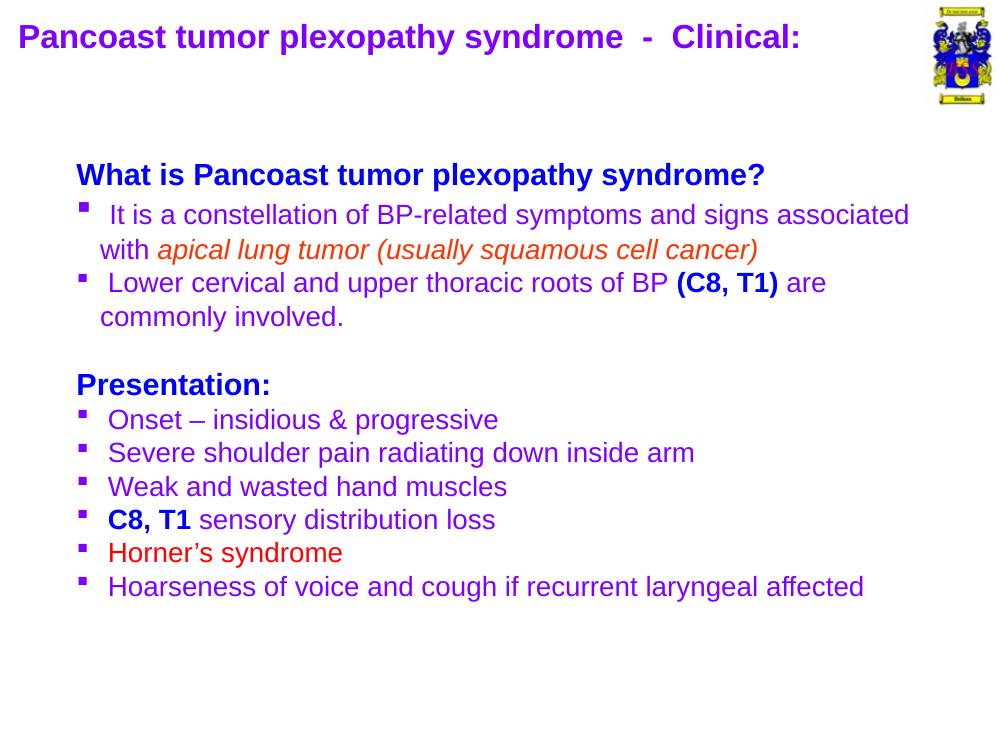 Pancoast tumor plexopathy syndrome - Clinical:
What is Pancoast tumor plexopathy syndrome?
▪ It is a constellation of BP-related symptoms and signs associated
with apical lung tumor (usually squamous cell cancer)
▪ Lower cervical and upper thoracic roots of BP (C8, T1) are
commonly involved.
Presentation:
▪ Onset – insidious & progressive
▪ Severe shoulder pain radiating down inside arm
▪ Weak and wasted hand muscles
▪ C8, T1 sensory distribution loss
▪ Horner’s syndrome
▪ Hoarseness of voice and cough if recurrent laryngeal affected